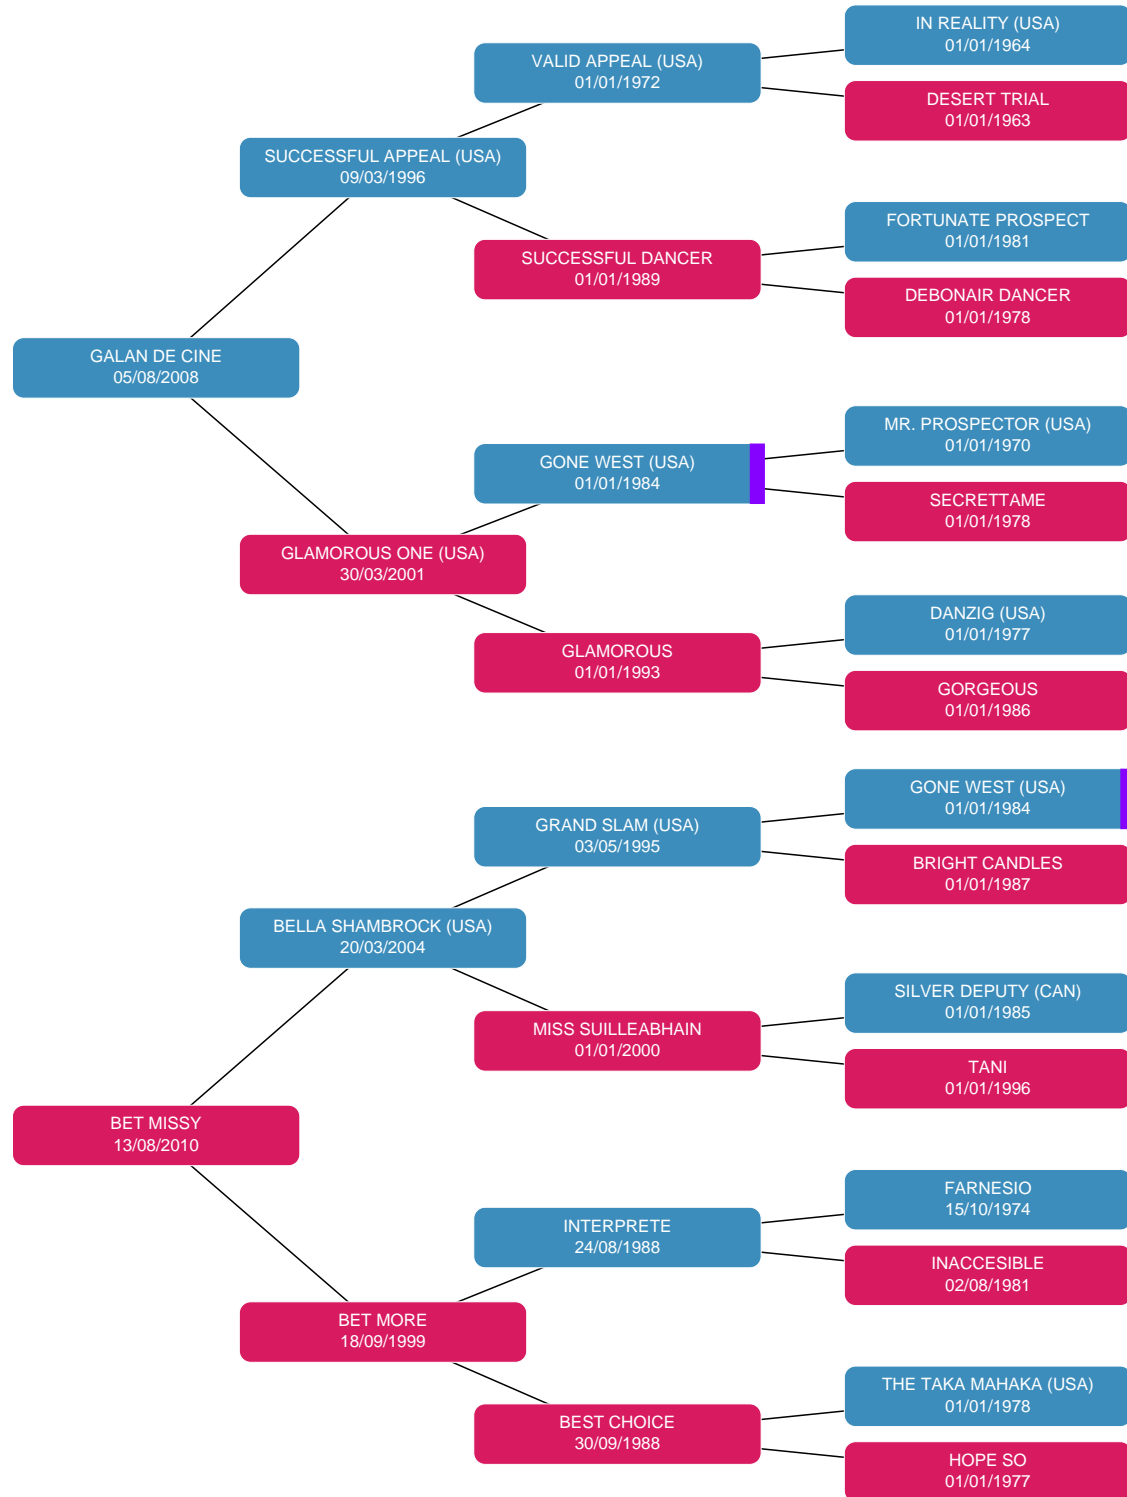 IN REALITY (USA)
01/01/1964
VALID APPEAL (USA)
01/01/1972
DESERT TRIAL
01/01/1963
SUCCESSFUL APPEAL (USA)
09/03/1996
FORTUNATE PROSPECT
01/01/1981
SUCCESSFUL DANCER
01/01/1989
DEBONAIR DANCER
01/01/1978
GALAN DE CINE
05/08/2008
MR. PROSPECTOR (USA)
01/01/1970
GONE WEST (USA)
01/01/1984
SECRETTAME
01/01/1978
GLAMOROUS ONE (USA)
30/03/2001
DANZIG (USA)
01/01/1977
GLAMOROUS
01/01/1993
GORGEOUS
01/01/1986
GONE WEST (USA)
01/01/1984
GRAND SLAM (USA)
03/05/1995
BRIGHT CANDLES
01/01/1987
BELLA SHAMBROCK (USA)
20/03/2004
SILVER DEPUTY (CAN)
01/01/1985
MISS SUILLEABHAIN
01/01/2000
TANI
01/01/1996
BET MISSY
13/08/2010
FARNESIO
15/10/1974
INTERPRETE
24/08/1988
INACCESIBLE
02/08/1981
BET MORE
18/09/1999
THE TAKA MAHAKA (USA)
01/01/1978
BEST CHOICE
30/09/1988
HOPE SO
01/01/1977